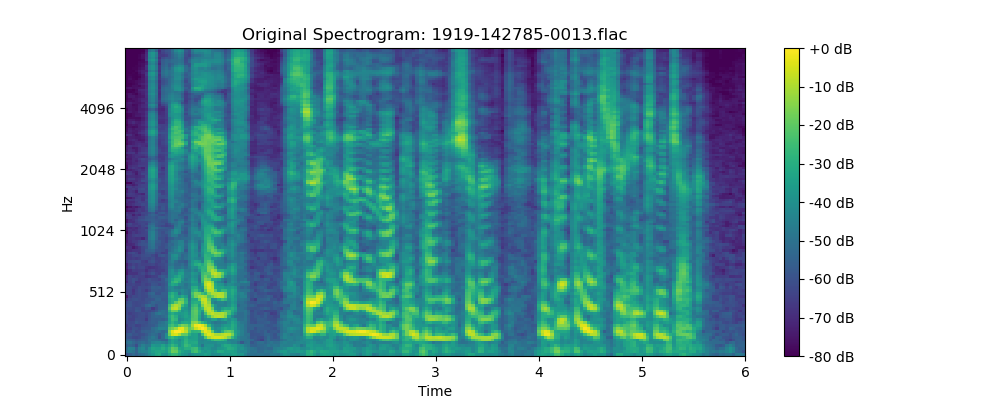 Original Spectrogram: 1919-142785-0013.flac
Hz
4096
2048
1024
512
0
0 1 2 3 4 5 6
Time
+0 dB
-10 dB
-20 dB
-30 dB
-40 dB
-50 dB
-60 dB
-70 dB
-80 dB